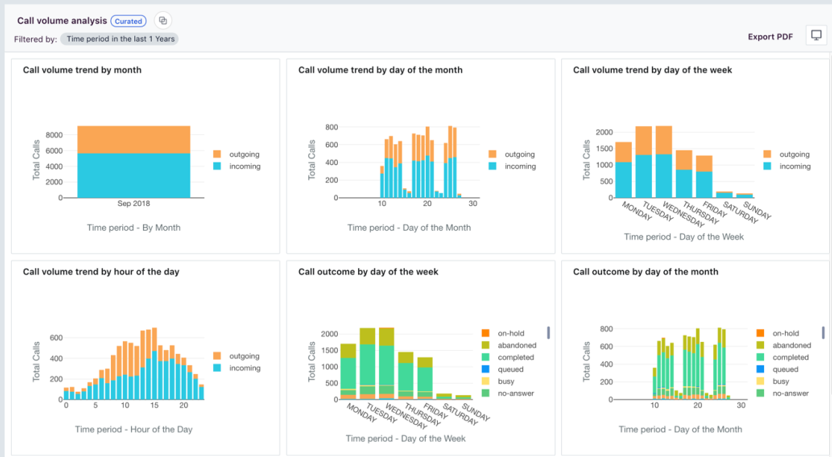 Call volume analysis Curated
Filtered by: Time period in the last 1 Years
Export PDF
Call volume trend by month
Total Calls
8000
6000
4000
2000
0
Sep 2018
Time period - By Month
outgoing
incoming
Call volume trend by day of the month
Total Calls
800
600
400
200
0
10 20 30
Time period - Day of the Month
outgoing
incoming
Call volume trend by day of the week
Total Calls
2000
1500
1000
500
0
MONDAY TUESDAY WEDNESDAY THURSDAY FRIDAY SATURDAY SUNDAY
Time period - Day of the Week
outgoing
incoming
Call volume trend by hour of the day
Total Calls
600
400
200
0
0 5 10 15 20
Time period - Hour of the Day
outgoing
incoming
Call outcome by day of the week
Total Calls
2000
1500
1000
500
0
MONDAY TUESDAY WEDNESDAY THURSDAY FRIDAY SATURDAY SUNDAY
Time period - Day of the Week
on-hold
abandoned
completed
queued
busy
no-answer
Call outcome by day of the month
Total Calls
800
600
400
200
0
10 20 30
Time period - Day of the Month
on-hold
abandoned
completed
queued
busy
no-answer